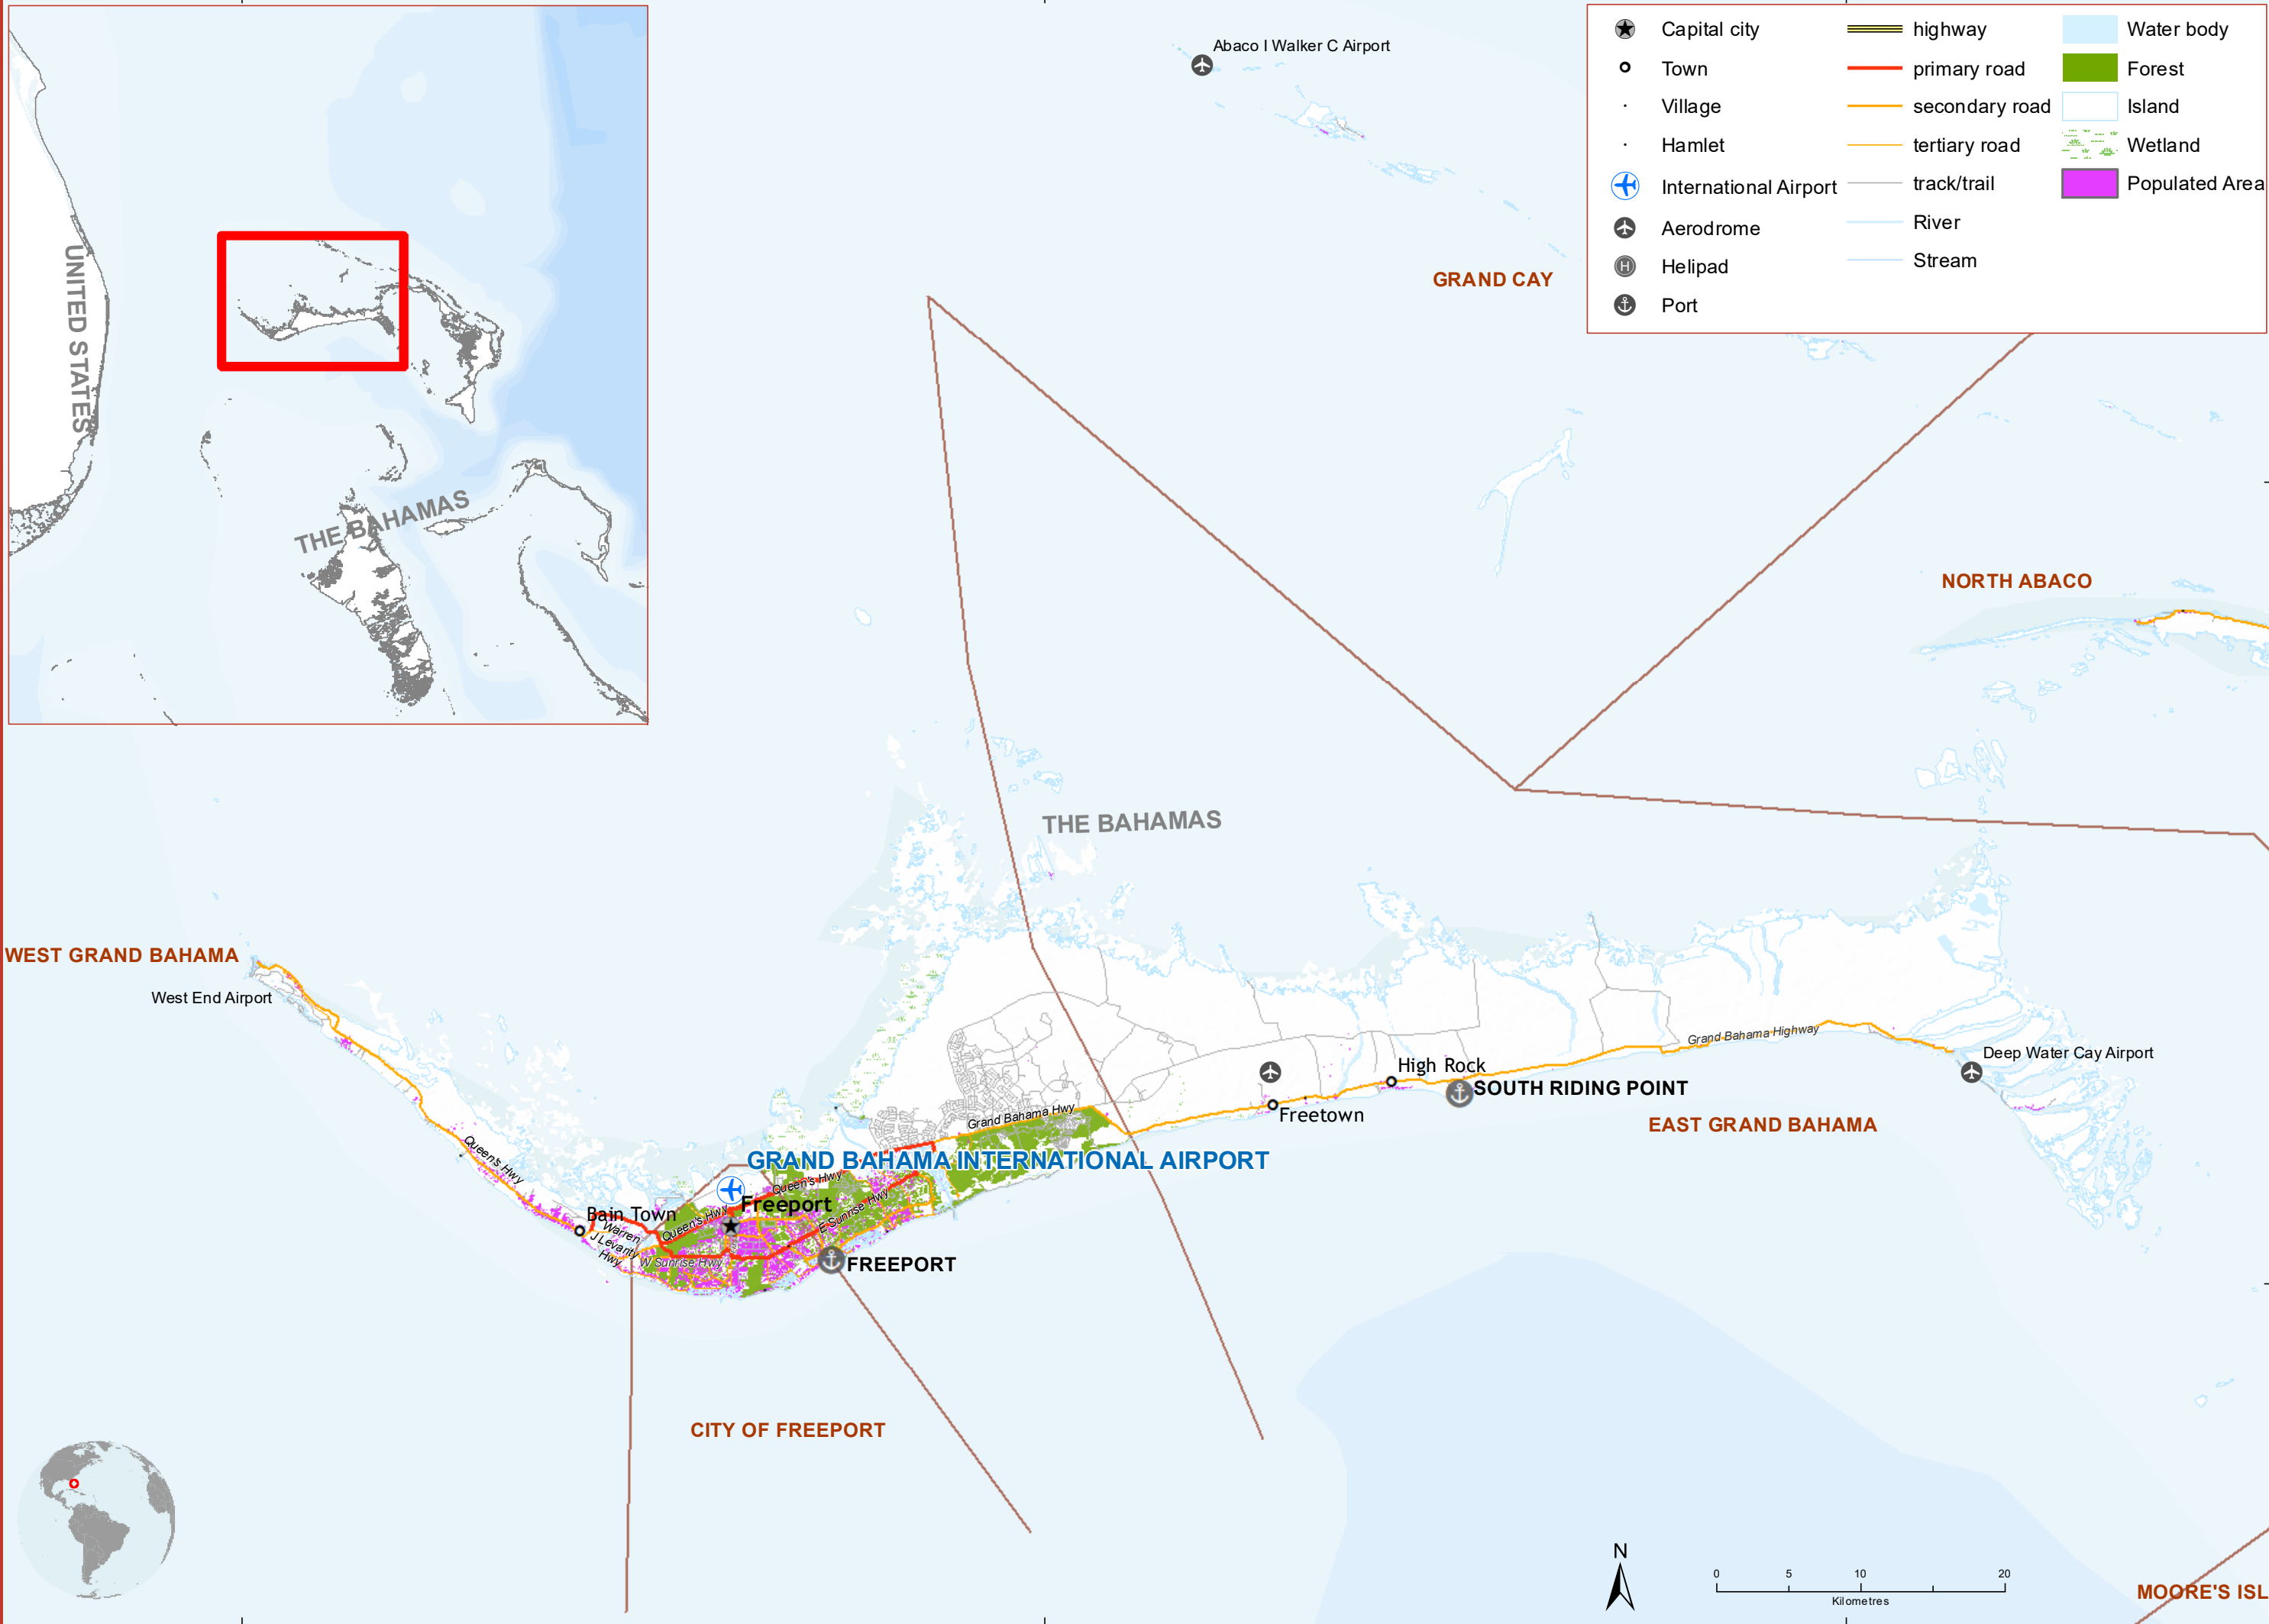 Abaco I Walker C Airport
Capital city
Town
Village
Hamlet
International Airport
Aerodrome
Helipad
Port
highway
primary road
secondary road
tertiary road
track/trail
River
Stream
Water body
Forest
Island
Wetland
Populated Area
UNITED STATES
THE BAHAMAS
GRAND CAY
NORTH ABACO
THE BAHAMAS
WEST GRAND BAHAMA
West End Airport
Grand Bahama Highway
Deep Water Cay Airport
High Rock
SOUTH RIDING POINT
Freetown
EAST GRAND BAHAMA
Grand Bahama Hwy
GRAND BAHAMA INTERNATIONAL AIRPORT
Queen's Hwy
Queen's Hwy
Freeport
Bain Town
Queen's Hwy
E Sunrise Hwy
Warren
J Levarity
Hwy
W Sunrise Hwy
FREEPORT
CITY OF FREEPORT
N
0 5 10 20
Kilometres
MOORE'S ISL